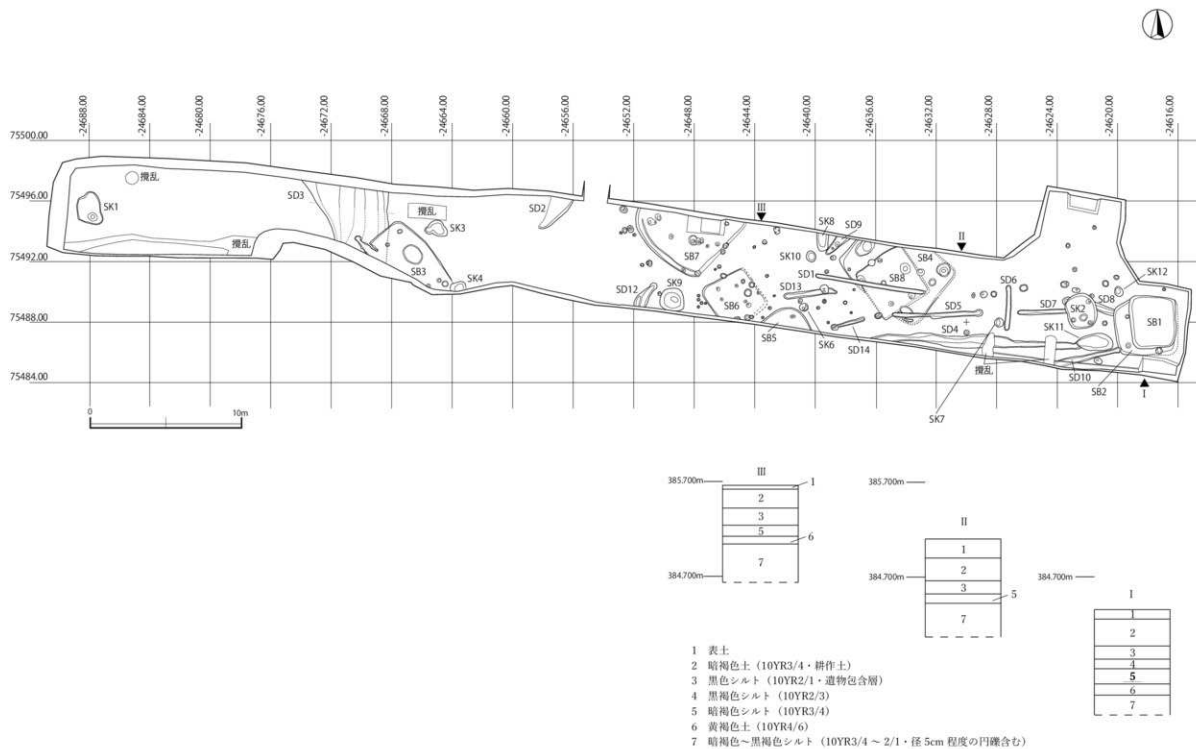 -24688.00
-24684.00
-24680.00
-24676.00
-24672.00
-24668.00
-24664.00
-24660.00
-24656.00
-24652.00
-24648.00
-24644.00
-24640.00
-24636.00
-24632.00
-24628.00
-24624.00
-24620.00
-24616.00
75500.00
75496.00
75492.00
75488.00
75484.00
SK1
攪乱
攪乱
SD3
攪乱
SK3
SB3
SK4
SD2
SB7
SD12
SK9
SB6
SB5
III
SK8
SD9
SK10
SD1
SD13
SB8
SB4
SK6
SD14
II
SD5
SD4
SD6
SK7
攪乱
SD7
SK2
SD8
SK12
SB1
SK11
SD10
SB2
I
0
10m
III
385.700m
1
2
3
5
6
7
384.700m
385.700m
II
1
2
384.700m
3
5
7
384.700m
I
1
2
3
4
5
6
7
1 表土
2 暗褐色土（10YR3/4・耕作土）
3 黒色シルト（10YR2/1・遺物包含層）
4 黒褐色シルト（10YR2/3）
5 暗褐色シルト（10YR3/4）
6 黄褐色土（10YR4/6）
7 暗褐色～黒褐色シルト（10YR3/4 ～ 2/1・径 5cm 程度の円礫含む）